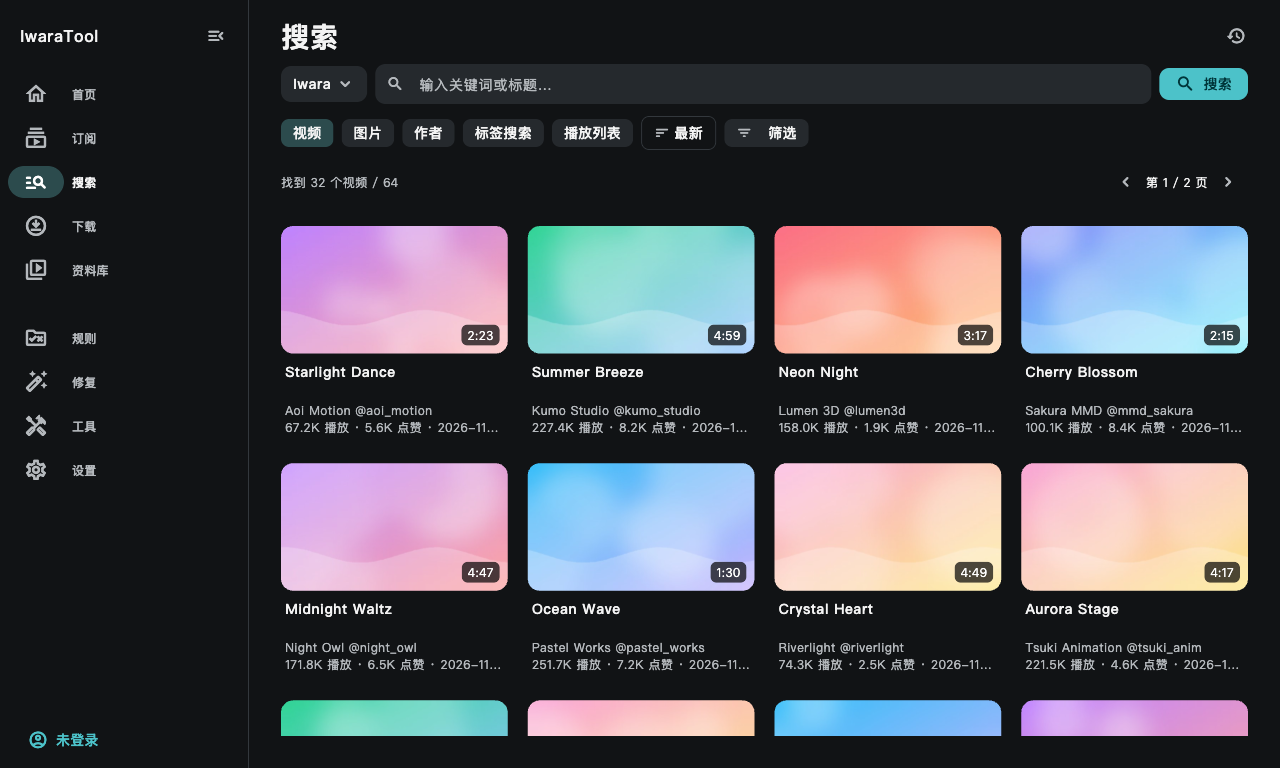 IwaraTool
首页
订阅
搜索
下载
资料库
规则
修复
工具
设置
未登录
搜索
Iwara
输入关键词或标题...
搜索
视频
图片
作者
标签搜索
播放列表
最新
筛选
找到 32 个视频 / 64
第 1 / 2 页
2:23
4:59
3:17
2:15
Starlight Dance
Summer Breeze
Neon Night
Cherry Blossom
Aoi Motion @aoi_motion
Kumo Studio @kumo_studio
Lumen 3D @lumen3d
Sakura MMD @mmd_sakura
67.2K 播放 · 5.6K 点赞 · 2026-11...
227.4K 播放 · 8.2K 点赞 · 2026-1...
158.0K 播放 · 1.9K 点赞 · 2026-11...
100.1K 播放 · 8.4K 点赞 · 2026-11...
4:47
1:30
4:49
4:17
Midnight Waltz
Ocean Wave
Crystal Heart
Aurora Stage
Night Owl @night_owl
Pastel Works @pastel_works
Riverlight @riverlight
Tsuki Animation @tsuki_anim
171.8K 播放 · 6.5K 点赞 · 2026-11...
251.7K 播放 · 7.2K 点赞 · 2026-11...
74.3K 播放 · 2.5K 点赞 · 2026-11...
221.5K 播放 · 4.6K 点赞 · 2026-1...